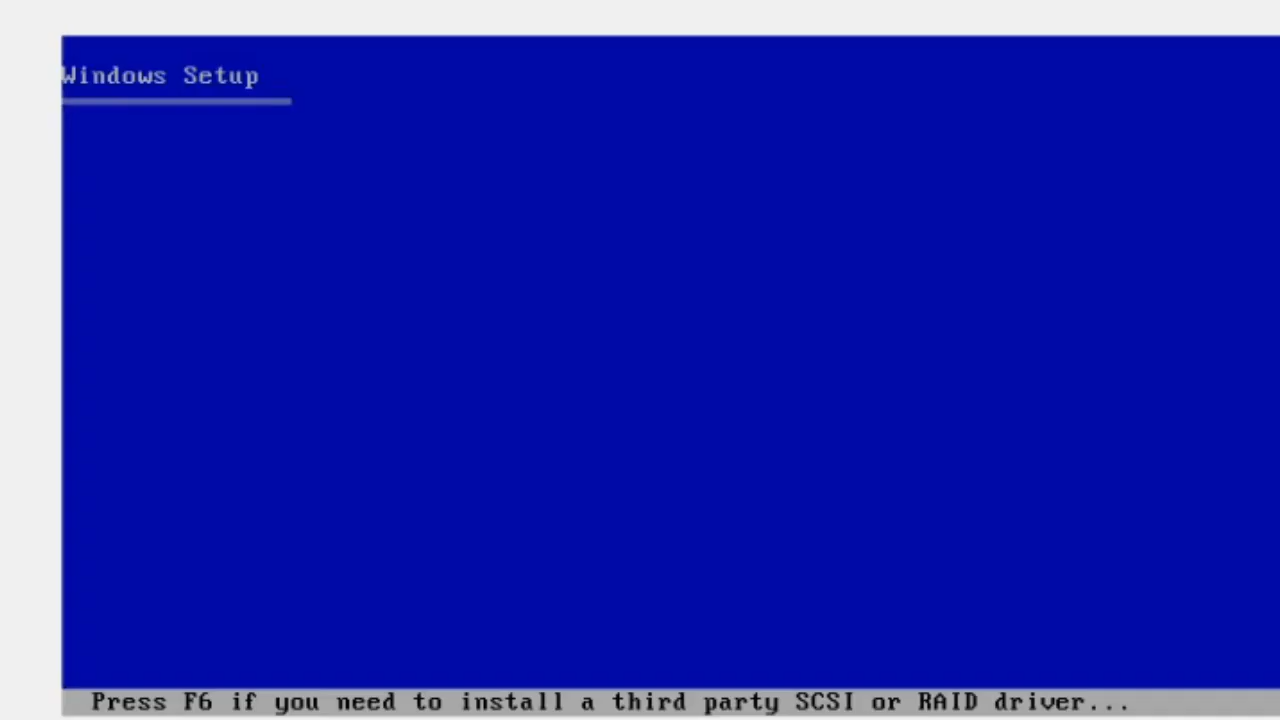 Windows Setup
Press F6 if you need to install a third party SCSI or RAID driver...